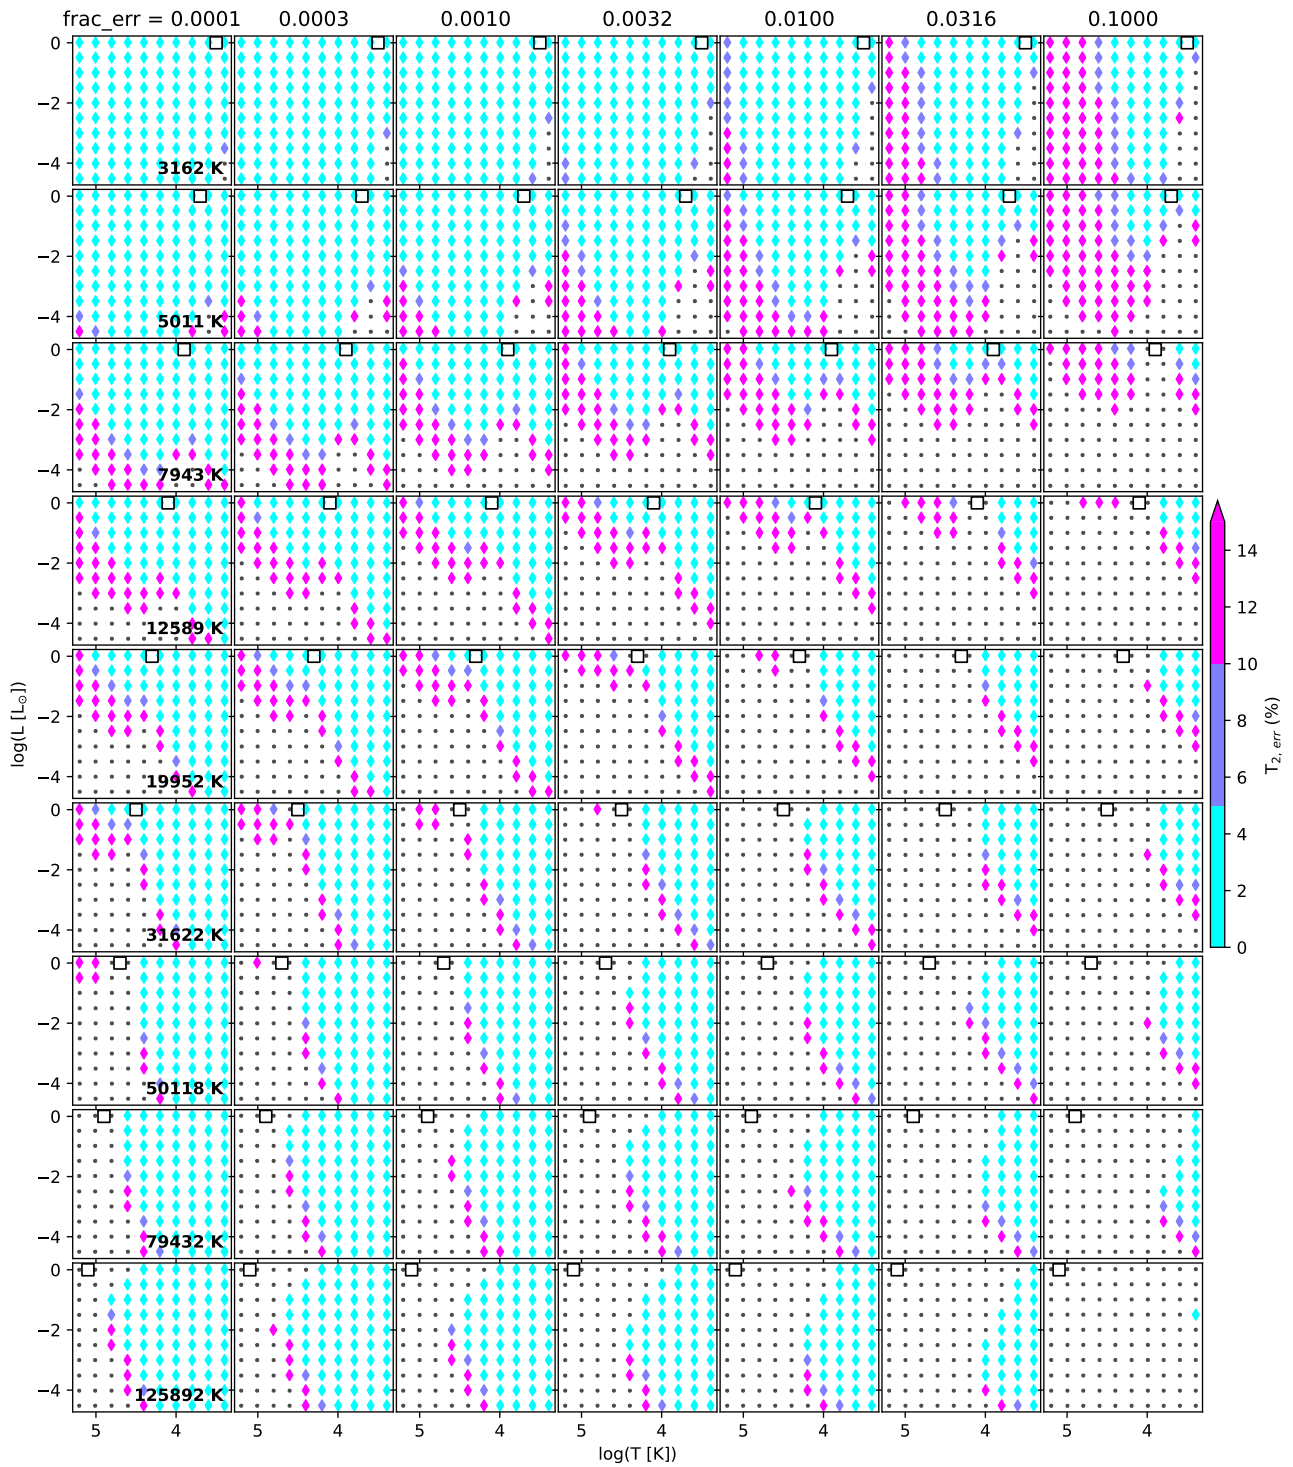 frac_err = 0.0001 0.0003 0.0010 0.0032 0.0100 0.0316 0.1000
0
−2
−4
3162 K
0
−2
−4
5011 K
0
−2
−4
7943 K
0
−2
−4
12589 K
0
−2
−4
19952 K
0
−2
−4
31622 K
0
−2
−4
50118 K
0
−2
−4
79432 K
0
−2
−4
125892 K
5 4 5 4 5 4 5 4 5 4 5 4 5 4
log(T [K])
log(L [L⊙])
14
12
10
8
6
4
2
0
T2, err (%)